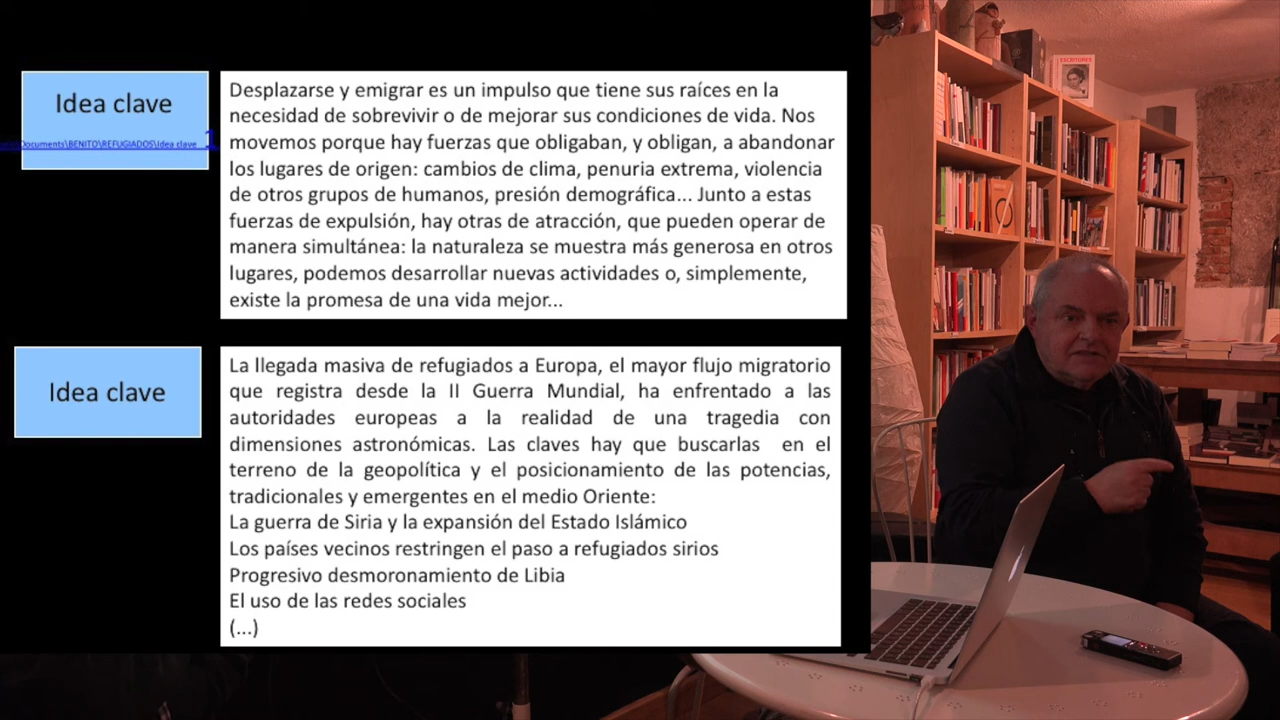 Idea clave
Documents\BENITO\REFUGIADOS\Idea clave 1
Desplazarse y emigrar es un impulso que tiene sus raíces en la
necesidad de sobrevivir o de mejorar sus condiciones de vida. Nos
movemos porque hay fuerzas que obligaban, y obligan, a abandonar
los lugares de origen: cambios de clima, penuria extrema, violencia
de otros grupos de humanos, presión demográfica... Junto a estas
fuerzas de expulsión, hay otras de atracción, que pueden operar de
manera simultánea: la naturaleza se muestra más generosa en otros
lugares, podemos desarrollar nuevas actividades o, simplemente,
existe la promesa de una vida mejor...
Idea clave
La llegada masiva de refugiados a Europa, el mayor flujo migratorio
que registra desde la II Guerra Mundial, ha enfrentado a las
autoridades europeas a la realidad de una tragedia con
dimensiones astronómicas. Las claves hay que buscarlas en el
terreno de la geopolítica y el posicionamiento de las potencias,
tradicionales y emergentes en el medio Oriente:
La guerra de Siria y la expansión del Estado Islámico
Los países vecinos restringen el paso a refugiados sirios
Progresivo desmoronamiento de Libia
El uso de las redes sociales
(...)
ESCRITORES